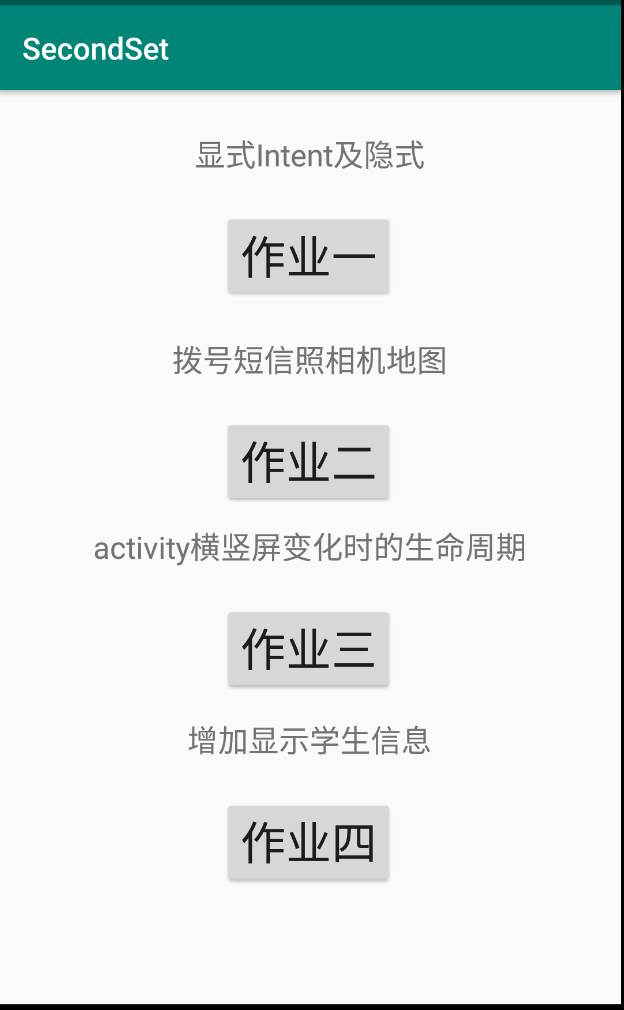 SecondSet
显式Intent及隐式
作业一
拨号短信照相机地图
作业二
activity横竖屏变化时的生命周期
作业三
增加显示学生信息
作业四